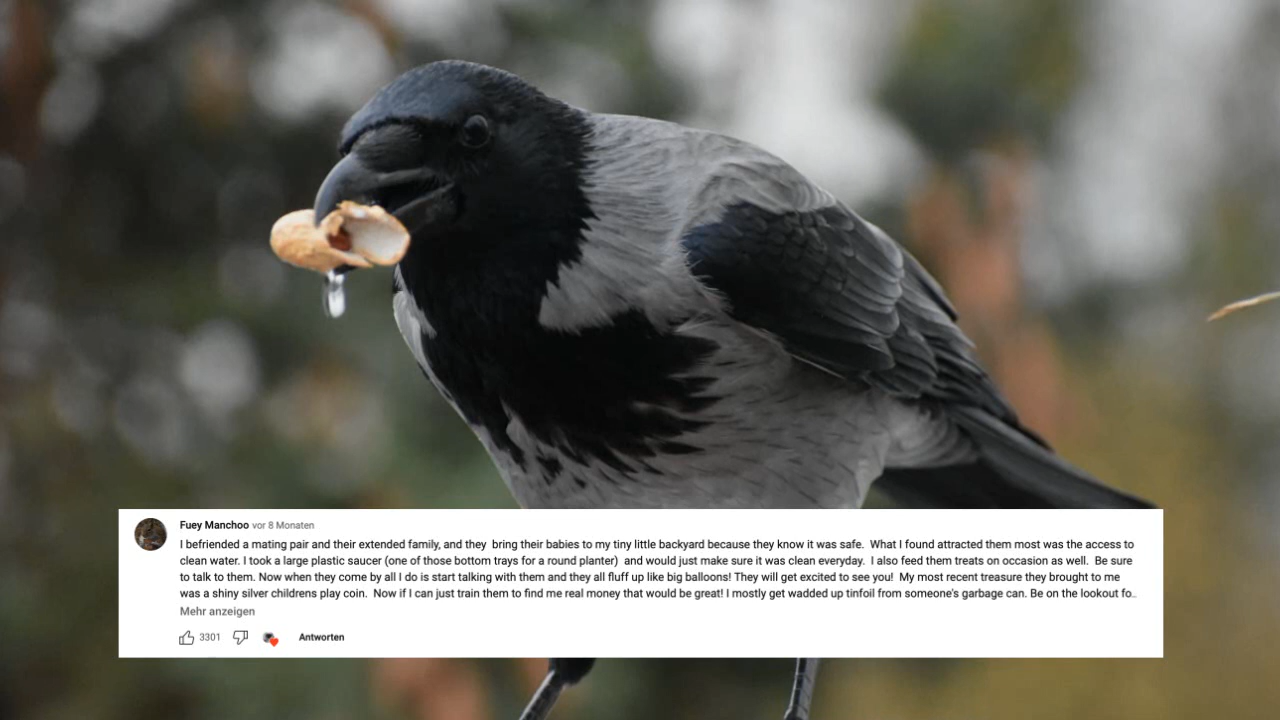 Fuey Manchoo vor 8 Monaten
I befriended a mating pair and their extended family, and they bring their babies to my tiny little backyard because they know it was safe. What I found attracted them most was the access to
clean water. I took a large plastic saucer (one of those bottom trays for a round planter) and would just make sure it was clean everyday. I also feed them treats on occasion as well. Be sure
to talk to them. Now when they come by all I do is start talking with them and they all fluff up like big balloons! They will get excited to see you! My most recent treasure they brought to me
was a shiny silver childrens play coin. Now if I can just train them to find me real money that would be great! I mostly get wadded up tinfoil from someone's garbage can. Be on the lookout fo...
Mehr anzeigen
3301 Antworten